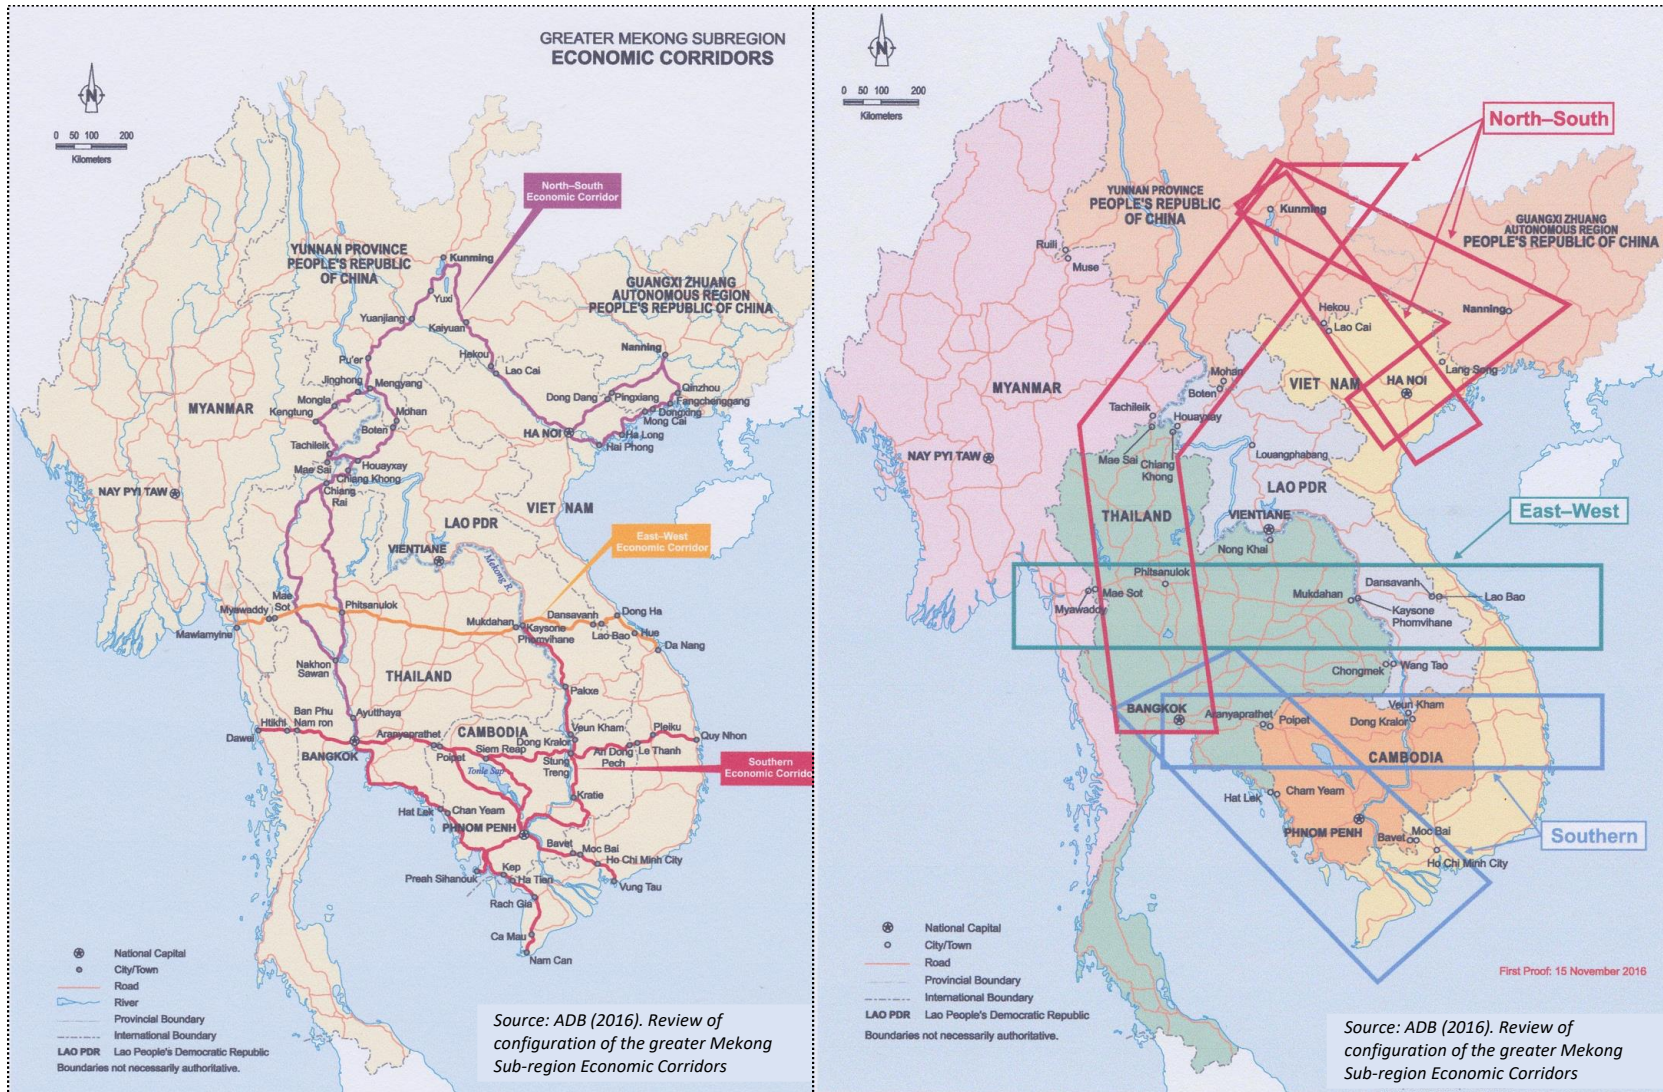 GREATER MEKONG SUBREGION
ECONOMIC CORRIDORS
N
0 50 100 200
Kilometers
North–South
Economic Corridor
YUNNAN PROVINCE
PEOPLE'S REPUBLIC
OF CHINA
Kunming
Yuxi
GUANGXI ZHUANG
AUTONOMOUS REGION
PEOPLE'S REPUBLIC OF CHINA
Yuanjiang
Kaiyuan
Nanning
Pu'er
Hekou
Lao Cai
Jinghong
Mengyang
Qinzhou
Mongla
Dong Dang
Pingxiang
Fangchenggang
MYANMAR
Kengtung
Mohan
Dongxing
Mong Cai
Boten
HA NOI
Ha Long
Hai Phong
Tachileik
Mae Sai
Houayxay
Chiang Khong
Chiang
Rai
NAY PYI TAW
VIET NAM
LAO PDR
East–West
Economic Corridor
VIENTIANE
Mekong R.
Mae
Sot
Myawaddy
Phitsanulok
Mawlamyine
Mukdahan
Kaysone
Phomvihane
Dansavanh
Dong Ha
Lao Bao
Hue
Da Nang
Nakhon
Sawan
THAILAND
Pakxe
Ban Phu
Nam ron
Ayutthaya
Htikhi
Dawei
Aranyaprathet
CAMBODIA
Veun Kham
Pleiku
BANGKOK
Poipet
Siem Reap
Dong Kralor
Quy Nhon
Le Thanh
Pech
Stung
Treng
Tonle Sap
Southern
Economic Corrido
Kratie
Hat Lek
Chan Yeam
PHNOM PENH
Bavet
Moc Bai
Ho Chi Minh City
Vung Tau
Preah Sihanouk
Kep
Ha Tien
Rach Gia
Ca Mau
Nam Can
National Capital
City/Town
Road
River
Provincial Boundary
International Boundary
LAO PDR Lao People's Democratic Republic
Boundaries not necessarily authoritative.
Source: ADB (2016). Review of
configuration of the greater Mekong
Sub-region Economic Corridors
N
0 50 100 200
Kilometers
North–South
YUNNAN PROVINCE
PEOPLE'S REPUBLIC
OF CHINA
Kunming
GUANGXI ZHUANG
AUTONOMOUS REGION
PEOPLE'S REPUBLIC OF CHINA
Ruili
Muse
Hekou
Lao Cai
Nanning
Lang Song
Mohan
Boten
VIET NAM
HA NOI
MYANMAR
Tachileik
Houayxay
Mae Sai
Chiang
Khong
Louangphabang
NAY PYI TAW
LAO PDR
THAILAND
VIENTIANE
Nong Khai
East–West
Phitsanulok
Mae Sot
Myawaddy
Mukdahan
Dansavanh
Lao Bao
Kaysone
Phomvihane
Chongmek
Wang Tao
BANGKOK
Aranyaprathet
Poipet
Veun Kham
Dong Kralor
CAMBODIA
Hat Lek
Cham Yeam
PHNOM PENH
Bavet
Moc Bai
Ho Chi Minh City
Southern
National Capital
City/Town
Road
Provincial Boundary
International Boundary
LAO PDR Lao People's Democratic Republic
Boundaries not necessarily authoritative.
First Proof: 15 November 2016
Source: ADB (2016). Review of
configuration of the greater Mekong
Sub-region Economic Corridors